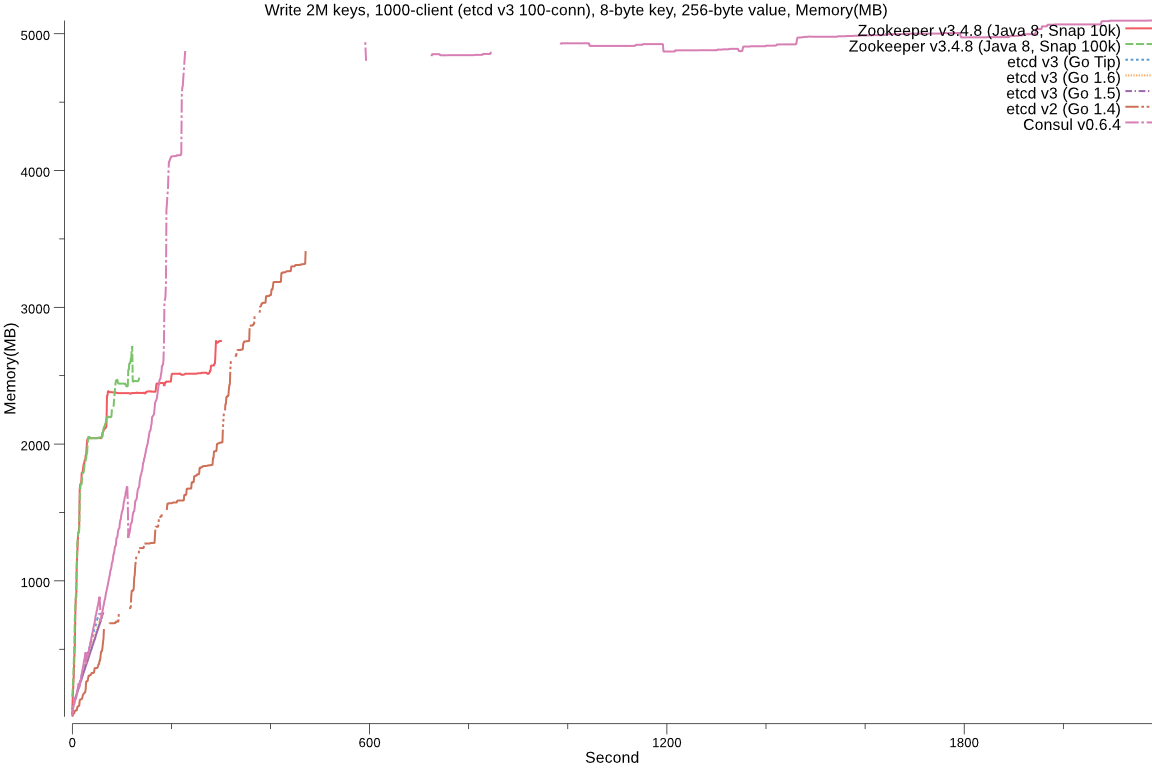 Write 2M keys, 1000-client (etcd v3 100-conn), 8-byte key, 256-byte value, Memory(MB)
Zookeeper v3.4.8 (Java 8, Snap 10k)
Zookeeper v3.4.8 (Java 8, Snap 100k)
etcd v3 (Go Tip)
etcd v3 (Go 1.6)
etcd v3 (Go 1.5)
etcd v2 (Go 1.4)
Consul v0.6.4
5000
4000
3000
2000
1000
Memory(MB)
0 600 1200 1800
Second